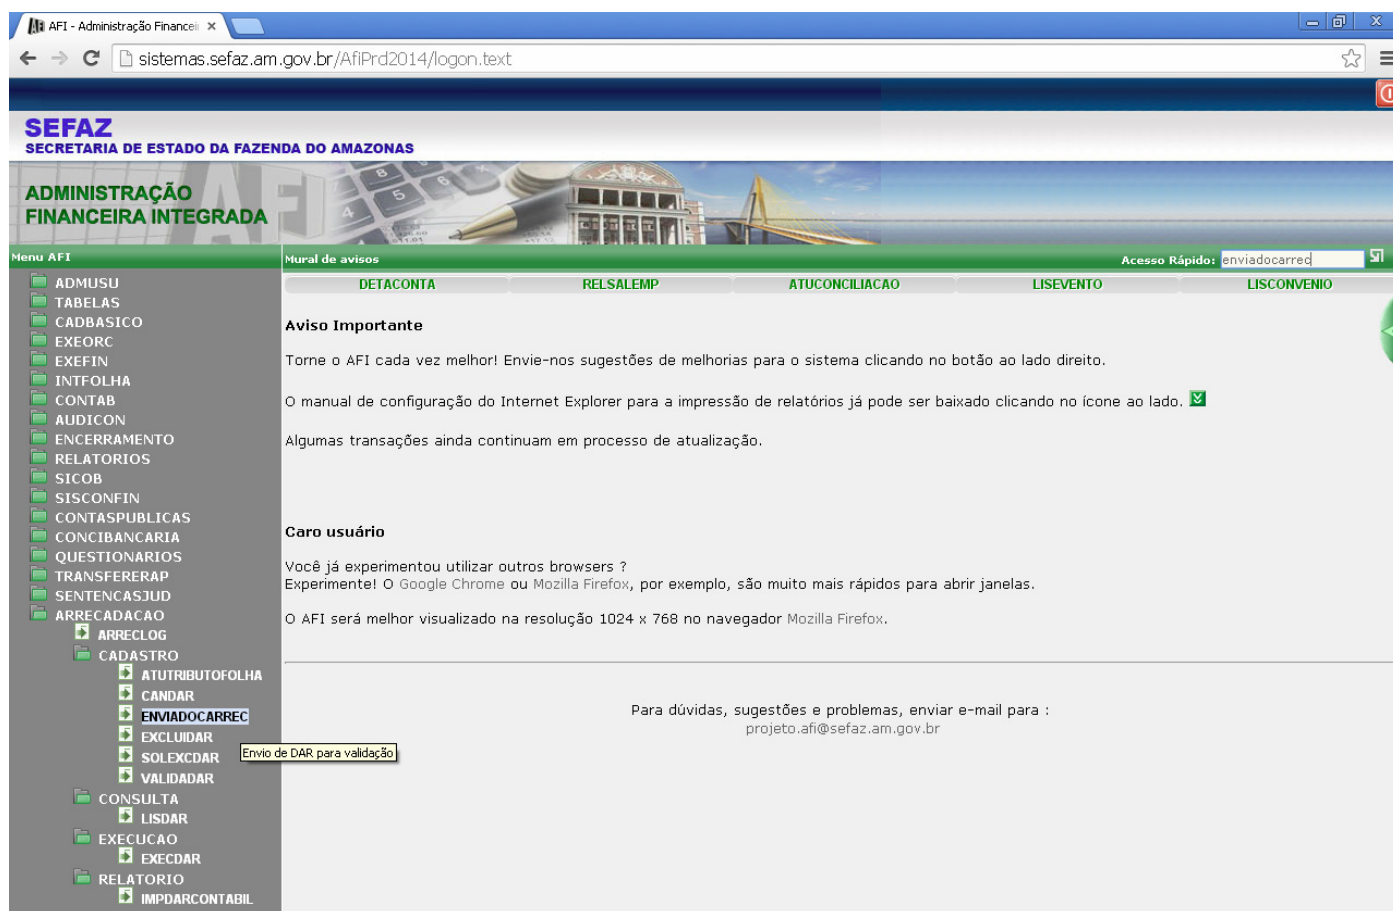 AFI - Administração Financei
sistemas.sefaz.am.gov.br/AfiPrd2014/logon.text
SEFAZ
SECRETARIA DE ESTADO DA FAZENDA DO AMAZONAS
ADMINISTRAÇÃO
FINANCEIRA INTEGRADA
Menu AFI
Mural de avisos
Acesso Rápido: enviadocarrec
DETACONTA RELSALEMP ATUCONCILIACAO LISEVENTO LISCONVENIO
ADMUSU
TABELAS
CADBASICO
EXEORC
EXEFIN
INTFOLHA
CONTAB
AUDICON
ENCERRAMENTO
RELATORIOS
SICOB
SISCONFIN
CONTASPUBLICAS
CONCIBANCARIA
QUESTIONARIOS
TRANSFERERAP
SENTENCASJUD
ARRECADACAO
ARRECLOG
CADASTRO
ATUTRIBUTOFOLHA
CANDAR
ENVIADOCARREC
EXCLUIDAR
Envio de DAR para validação
SOLEXCDAR
VALIDADAR
CONSULTA
LISDAR
EXECUCAO
EXECDAR
RELATORIO
IMPDARCONTABIL
Aviso Importante
Torne o AFI cada vez melhor! Envie-nos sugestões de melhorias para o sistema clicando no botão ao lado direito.
O manual de configuração do Internet Explorer para a impressão de relatórios já pode ser baixado clicando no ícone ao lado.
Algumas transações ainda continuam em processo de atualização.
Caro usuário
Você já experimentou utilizar outros browsers ?
Experimente! O Google Chrome ou Mozilla Firefox, por exemplo, são muito mais rápidos para abrir janelas.
O AFI será melhor visualizado na resolução 1024 x 768 no navegador Mozilla Firefox.
Para dúvidas, sugestões e problemas, enviar e-mail para :
projeto.afi@sefaz.am.gov.br